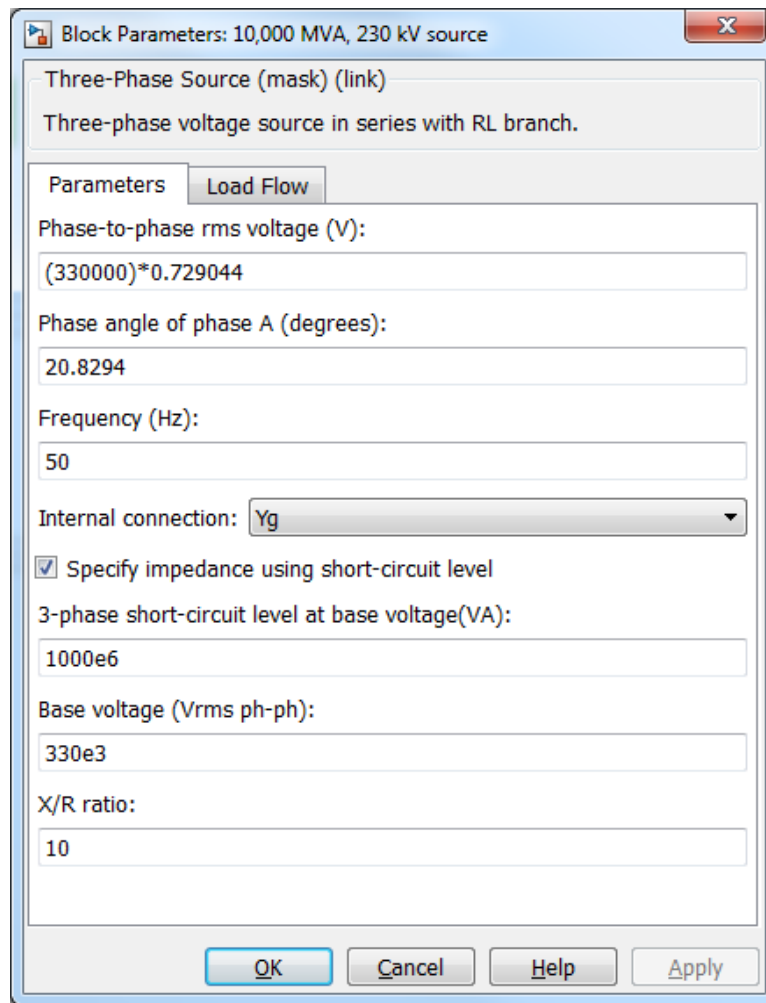 Block Parameters: 10,000 MVA, 230 kV source
X
Three-Phase Source (mask) (link)
Three-phase voltage source in series with RL branch.
Parameters Load Flow
Phase-to-phase rms voltage (V):
(330000)*0.729044
Phase angle of phase A (degrees):
20.8294
Frequency (Hz):
50
Internal connection: Yg
Specify impedance using short-circuit level
3-phase short-circuit level at base voltage(VA):
1000e6
Base voltage (Vrms ph-ph):
330e3
X/R ratio:
10
OK Cancel Help Apply